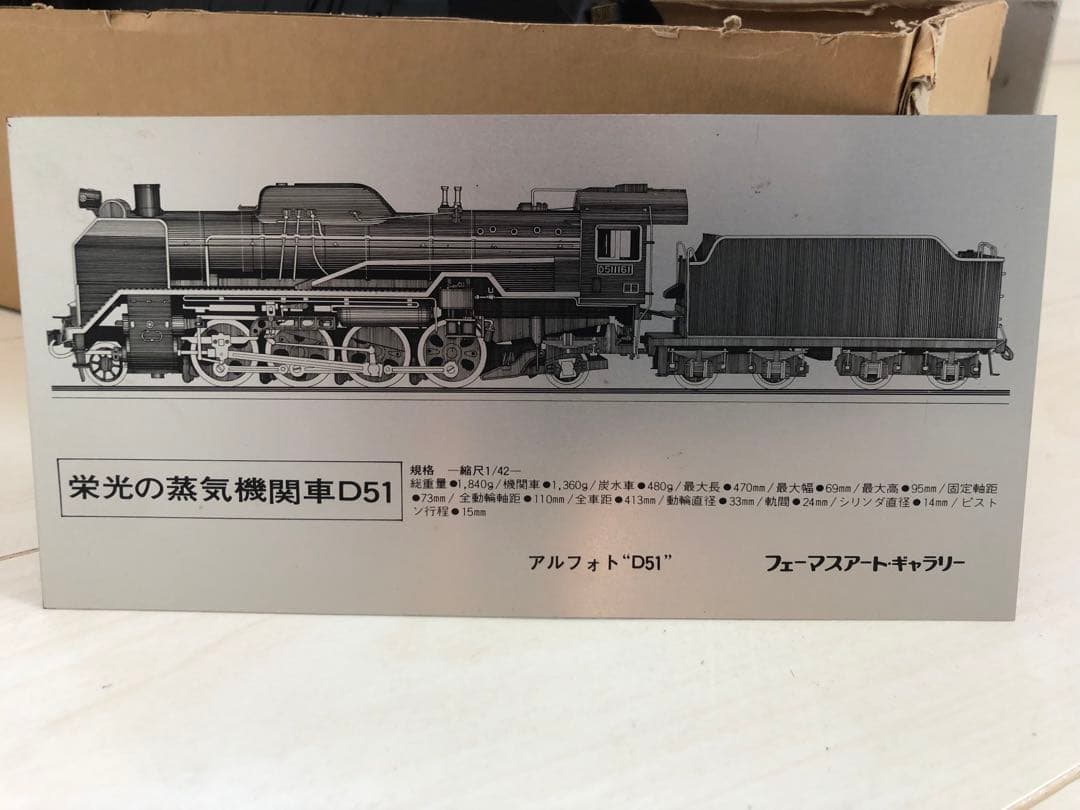 D511161
栄光の蒸気機関車D51
規格 —縮尺1/42—
総重量●1,840g/機関車●1,360g/炭水車●480g/最大長●470mm/最大幅●69mm/最大高●95mm/固定軸距
●73mm/全動輪軸距●110mm/全車距●413mm/動輪直径●33mm/軌間●24mm/シリンダ直径●14mm/ピスト
ン行程●15mm
アルフォト“D51”
フェーマスアート・ギャラリー